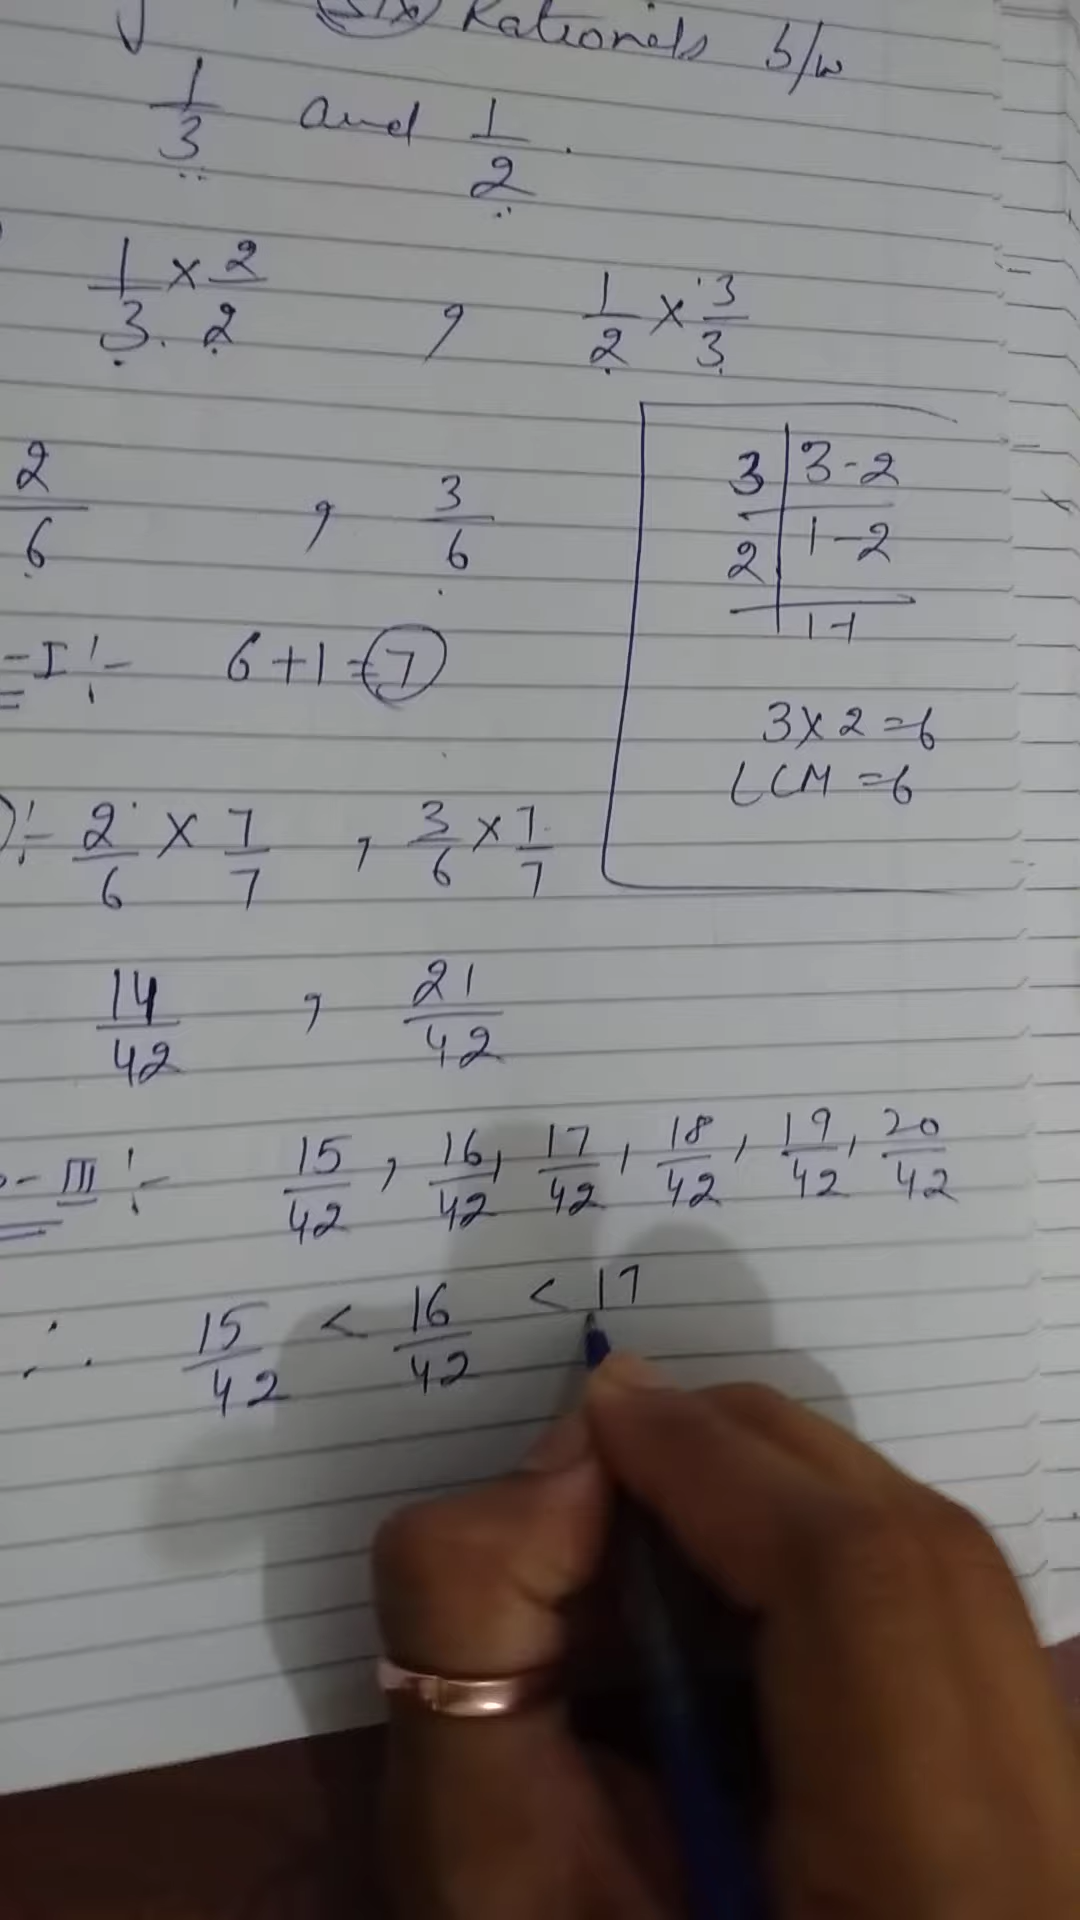 Six Rationals b/w
1/3 and 1/2.
1/3 × 2/2 , 1/2 × 3/3
2/6 , 3/6
3 | 3-2
2 | 1-2
1-1
-I :- 6+1=7
3×2=6
LCM=6
:- 2/6 × 7/7 , 3/6 × 7/7
14/42 , 21/42
-III :- 15/42, 16/42, 17/42, 18/42, 19/42, 20/42
∴ 15/42 < 16/42 < 17